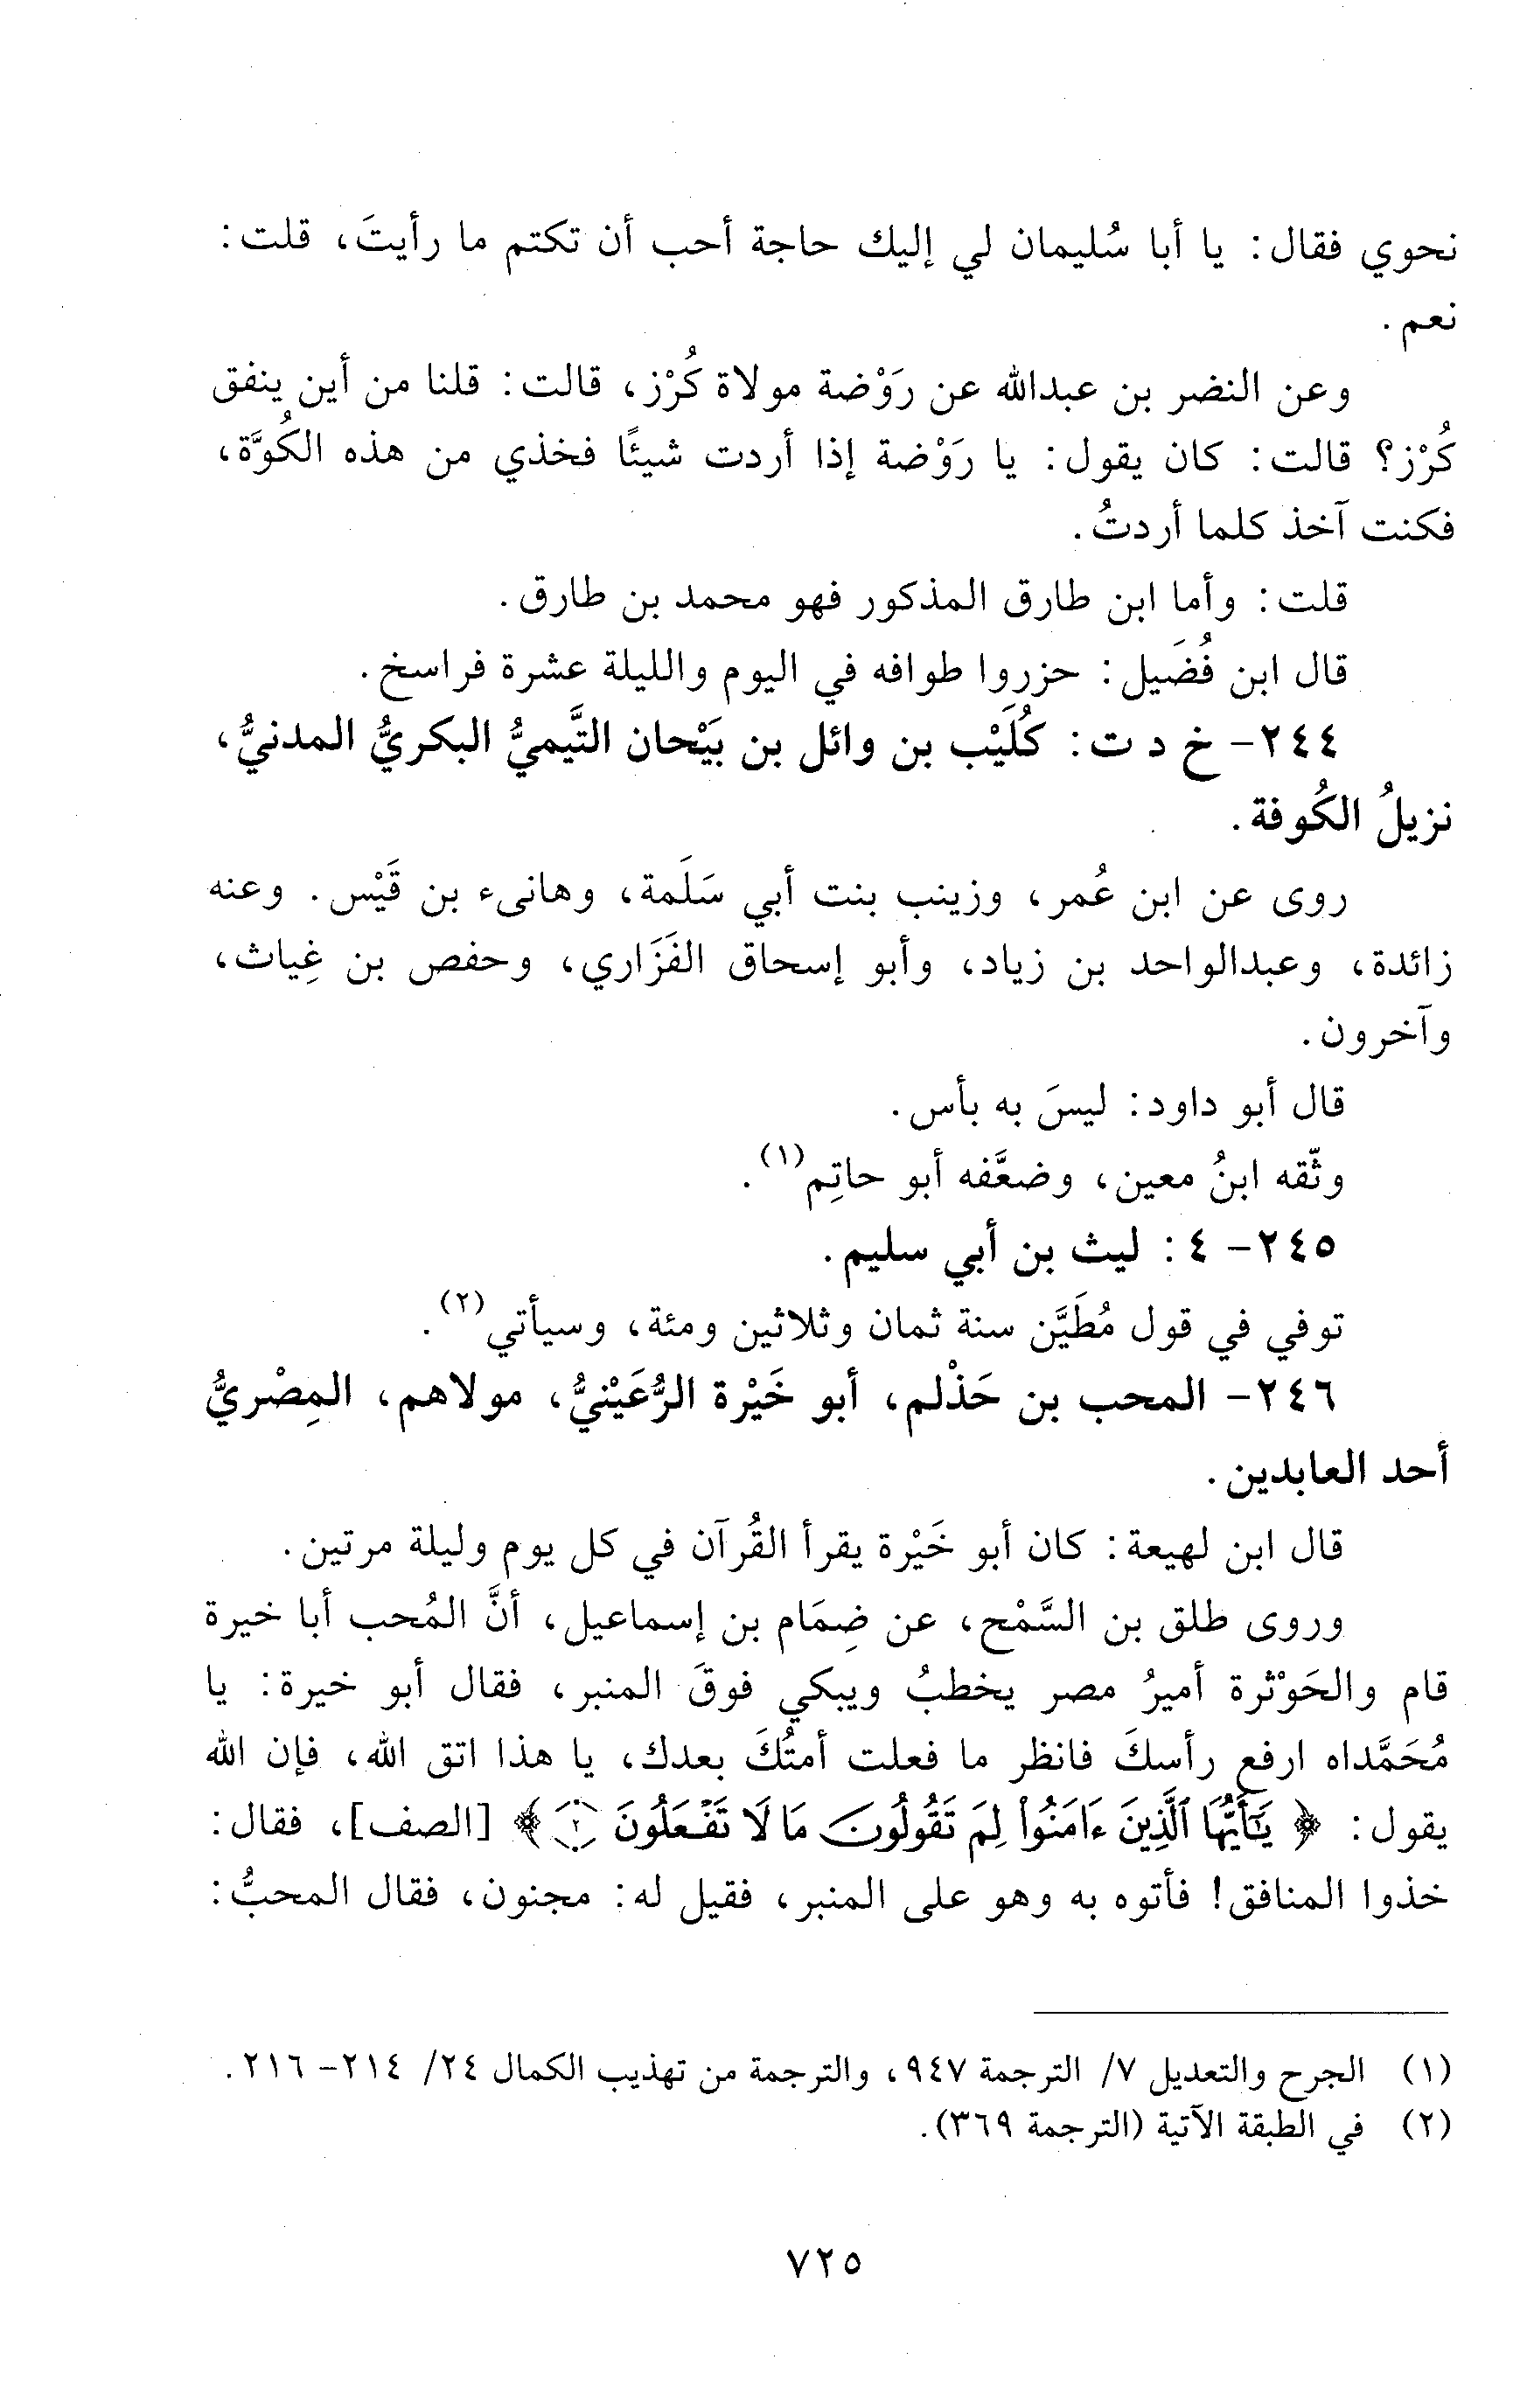 نحوي فقال: يا أبا سُليمان لي إليك حاجة أحب أن تكتم ما رأيتَ، قلت:
نعم.
وعن النضر بن عبدالله عن رَوْضة مولاة كُرْز، قالت: قلنا من أين ينفق
كُرْز؟ قالت: كان يقول: يا رَوْضة إذا أردت شيئًا فخذي من هذه الكُوَّة،
فكنت آخذ كلما أردتُ.
قلت: وأما ابن طارق المذكور فهو محمد بن طارق.
قال ابن فُضَيل: حزروا طوافه في اليوم والليلة عشرة فراسخ.
٢٤٤- خ د ت: كُلَيْب بن وائل بن بَيْحان التَّيميُّ البكريُّ المدنيُّ،
نزيلُ الكُوفة.
روى عن ابن عُمر، وزينب بنت أبي سَلَمة، وهانىء بن قَيْس. وعنه
زائدة، وعبدالواحد بن زياد، وأبو إسحاق الفَزَاري، وحفص بن غِياث،
وآخرون.
قال أبو داود: ليسَ به بأس.
وثّقه ابنُ معين، وضعَّفه أبو حاتِم(١).
٢٤٥- ٤: ليث بن أبي سليم.
توفي في قول مُطَيَّن سنة ثمان وثلاثين ومئة، وسيأتي(٢).
٢٤٦- المحب بن حَذْلم، أبو خَيْرة الرُّعَيْنيُّ، مولاهم، المِصْريُّ
أحد العابدين.
قال ابن لهيعة: كان أبو خَيْرة يقرأ القُرآن في كل يوم وليلة مرتين.
وروى طلق بن السَّمْح، عن ضِمَام بن إسماعيل، أنَّ المُحب أبا خيرة
قام والحَوْثرة أميرُ مصر يخطبُ ويبكي فوقَ المنبر، فقال أبو خيرة: يا
مُحَمَّداه ارفع رأسكَ فانظر ما فعلت أمتُكَ بعدك، يا هذا اتق الله، فإن الله
يقول: ﴿ يَٰٓأَيُّهَا ٱلَّذِينَ ءَامَنُوا۟ لِمَ تَقُولُونَ مَا لَا تَفْعَلُونَ ٢ ﴾ [الصف]، فقال:
خذوا المنافق! فأتوه به وهو على المنبر، فقيل له: مجنون، فقال المحبُّ:
(١) الجرح والتعديل ٧/ الترجمة ٩٤٧، والترجمة من تهذيب الكمال ٢٤/ ٢١٤- ٢١٦.
(٢) في الطبقة الآتية (الترجمة ٣٦٩).
٧٢٥